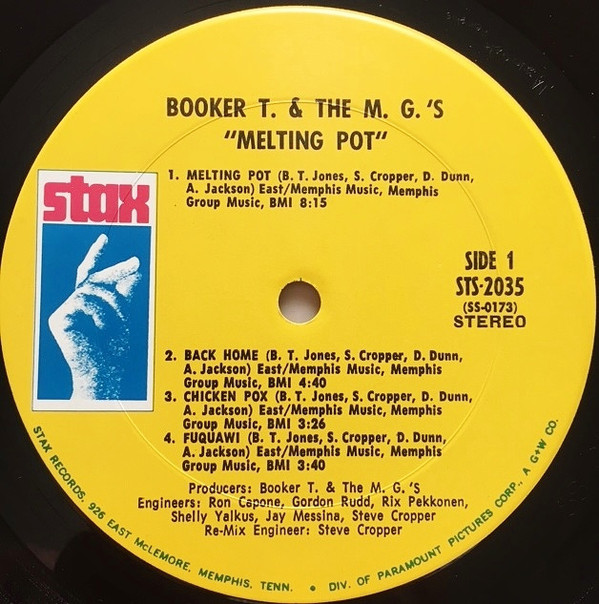 BOOKER T. & THE M. G.'S
"MELTING POT"
1. MELTING POT (B. T. Jones, S. Cropper, D. Dunn,
A. Jackson) East/Memphis Music, Memphis
Group Music, BMI 8:15
stax
SIDE 1
STS-2035
(SS-0173)
STEREO
2. BACK HOME (B. T. Jones, S. Cropper, D. Dunn,
A. Jackson) East/Memphis Music, Memphis
Group Music, BMI 4:40
3. CHICKEN POX (B. T. Jones, S. Cropper, D. Dunn,
A. Jackson) East/Memphis Music, Memphis
Group Music, BMI 3:26
4. FUQUAWI (B. T. Jones, S. Cropper, D. Dunn,
A. Jackson) East/Memphis Music, Memphis
Group Music, BMI 3:40
Producers: Booker T. & The M. G.'S
Engineers: Ron Capone, Gordon Rudd, Rix Pekkonen,
Shelly Yalkus, Jay Messina, Steve Cropper
Re-Mix Engineer: Steve Cropper
STAX RECORDS, 926 EAST McLEMORE, MEMPHIS, TENN. • DIV. OF PARAMOUNT PICTURES CORP., A G+W CO.